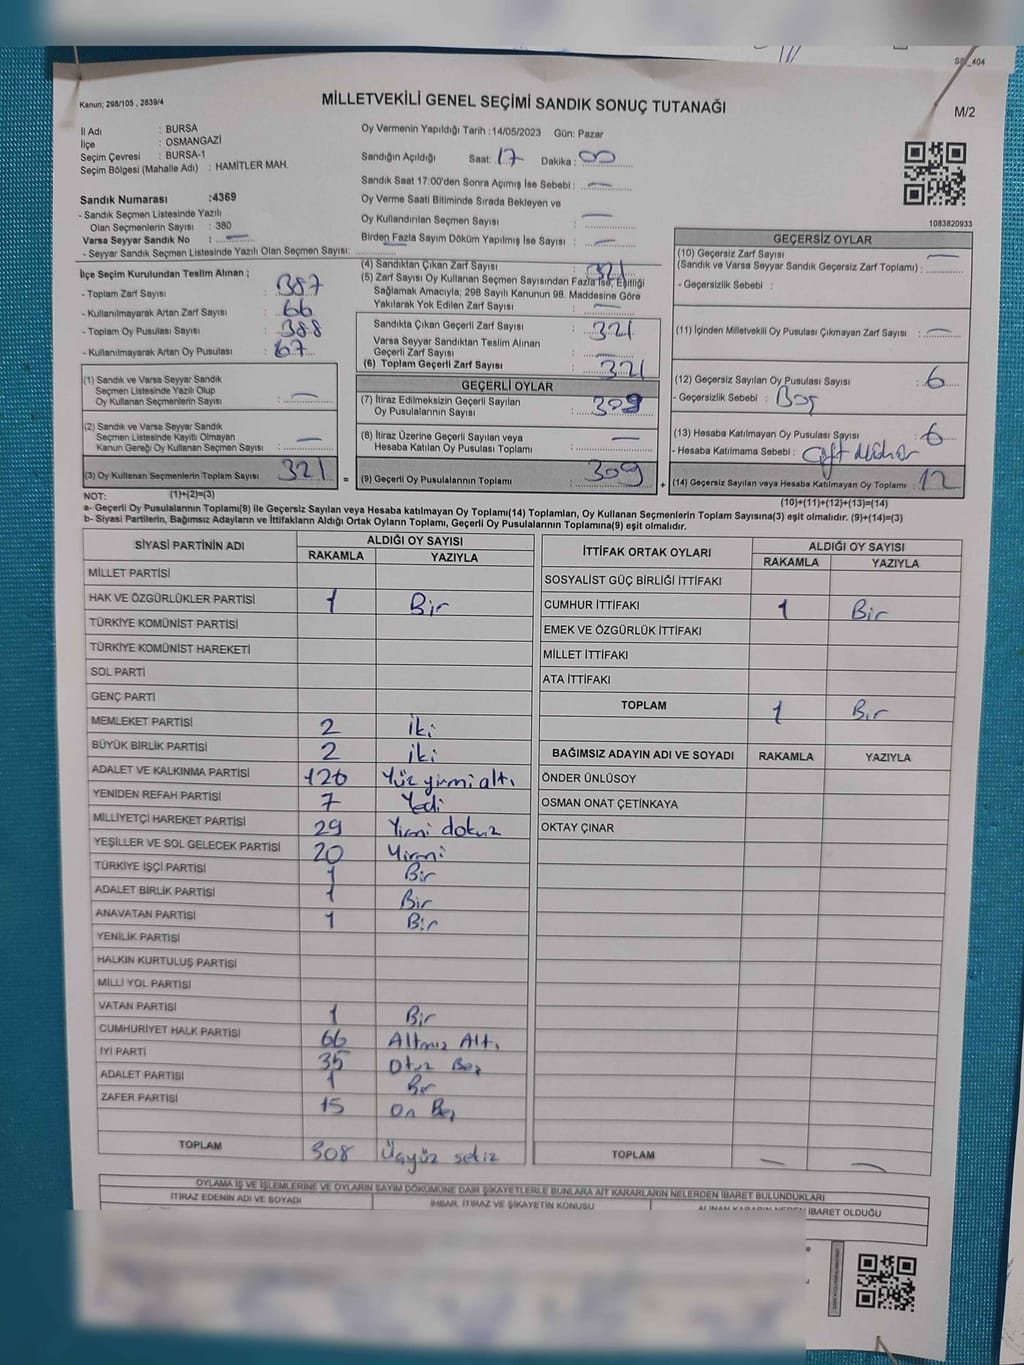 SÇİ_404
Kanun; 298/105 , 2839/4
MİLLETVEKİLİ GENEL SEÇİMİ SANDIK SONUÇ TUTANAĞI
M/2
İl Adı : BURSA
İlçe : OSMANGAZİ
Seçim Çevresi : BURSA-1
Seçim Bölgesi (Mahalle Adı) : HAMİTLER MAH.
Sandık Numarası :4369
- Sandık Seçmen Listesinde Yazılı
Olan Seçmenlerin Sayısı : 380
Varsa Seyyar Sandık No : —
- Seyyar Sandık Seçmen Listesinde Yazılı Olan Seçmen Sayısı:
Oy Vermenin Yapıldığı Tarih : 14/05/2023 Gün: Pazar
Sandığın Açıldığı Saat: 17 Dakika : 00
Sandık Saat 17:00'den Sonra Açılmış İse Sebebi : —
Oy Verme Saati Bitiminde Sırada Bekleyen ve
Oy Kullandırılan Seçmen Sayısı : —
Birden Fazla Sayım Döküm Yapılmış İse Sayısı : —
1083820933
İlçe Seçim Kurulundan Teslim Alınan ;
- Toplam Zarf Sayısı : 387
- Kullanılmayarak Artan Zarf Sayısı : 66
- Toplam Oy Pusulası Sayısı : 388
- Kullanılmayarak Artan Oy Pusulası : 67
(1) Sandık ve Varsa Seyyar Sandık
Seçmen Listesinde Yazılı Olup
Oy Kullanan Seçmenlerin Sayısı : —
(2) Sandık ve Varsa Seyyar Sandık
Seçmen Listesinde Kayıtlı Olmayan
Kanun Gereği Oy Kullanan Seçmen Sayısı : —
(3) Oy Kullanan Seçmenlerin Toplam Sayısı : 321
(4) Sandıktan Çıkan Zarf Sayısı : 321
(5) Zarf Sayısı Oy Kullanan Seçmen Sayısından Fazla İse, Eşitliği
Sağlamak Amacıyla; 298 Sayılı Kanunun 98. Maddesine Göre
Yakılarak Yok Edilen Zarf Sayısı : —
Sandıkta Çıkan Geçerli Zarf Sayısı : 321
Varsa Seyyar Sandıktan Teslim Alınan
Geçerli Zarf Sayısı : —
(6) Toplam Geçerli Zarf Sayısı : 321
GEÇERLİ OYLAR
(7) İtiraz Edilmeksizin Geçerli Sayılan
Oy Pusulalarının Sayısı : 309
(8) İtiraz Üzerine Geçerli Sayılan veya
Hesaba Katılan Oy Pusulası Toplamı : —
= (9) Geçerli Oy Pusulalarının Toplamı : 309 +
GEÇERSİZ OYLAR
(10) Geçersiz Zarf Sayısı : —
(Sandık ve Varsa Seyyar Sandık Geçersiz Zarf Toplamı) :
- Geçersizlik Sebebi :
(11) İçinden Milletvekili Oy Pusulası Çıkmayan Zarf Sayısı : —
(12) Geçersiz Sayılan Oy Pusulası Sayısı : 6
- Geçersizlik Sebebi : Boş
(13) Hesaba Katılmayan Oy Pusulası Sayısı : 6
- Hesaba Katılmama Sebebi : Çift Mühür
(14) Geçersiz Sayılan veya Hesaba Katılmayan Oy Toplamı : 12
NOT: (1)+(2)=(3) (10)+(11)+(12)+(13)=(14)
a- Geçerli Oy Pusulasının Toplamı(9) ile Geçersiz Sayılan veya Hesaba katılmayan Oy Toplamı(14) Toplamları, Oy Kullanan Seçmenlerin Toplam Sayısına(3) eşit olmalıdır. (9)+(14)=(3)
b- Siyasi Partilerin, Bağımsız Adayların ve İttifakların Aldığı Ortak Oyların Toplamı, Geçerli Oy Pusulalarının Toplamına(9) eşit olmalıdır.
SİYASİ PARTİNİN ADI ALDIĞI OY SAYISI
RAKAMLA YAZIYLA
MİLLET PARTİSİ
HAK VE ÖZGÜRLÜKLER PARTİSİ 1 Bir
TÜRKİYE KOMÜNİST PARTİSİ
TÜRKİYE KOMÜNİST HAREKETİ
SOL PARTİ
GENÇ PARTİ
MEMLEKET PARTİSİ 2 iki
BÜYÜK BİRLİK PARTİSİ 2 iki
ADALET VE KALKINMA PARTİSİ 126 Yüz yirmi altı
YENİDEN REFAH PARTİSİ 7 Yedi
MİLLİYETÇİ HAREKET PARTİSİ 29 Yirmi dokuz
YEŞİLLER VE SOL GELECEK PARTİSİ 20 Yirmi
TÜRKİYE İŞÇİ PARTİSİ 1 Bir
ADALET BİRLİK PARTİSİ 1 Bir
ANAVATAN PARTİSİ 1 Bir
YENİLİK PARTİSİ
HALKIN KURTULUŞ PARTİSİ
MİLLİ YOL PARTİSİ
VATAN PARTİSİ 1 Bir
CUMHURİYET HALK PARTİSİ 66 Altmış Altı
İYİ PARTİ 35 Otuz Beş
ADALET PARTİSİ 1 Bir
ZAFER PARTİSİ 15 On Beş
TOPLAM 308 Üçyüz sekiz
İTTİFAK ORTAK OYLARI ALDIĞI OY SAYISI
RAKAMLA YAZIYLA
SOSYALİST GÜÇ BİRLİĞİ İTTİFAKI
CUMHUR İTTİFAKI 1 Bir
EMEK VE ÖZGÜRLÜK İTTİFAKI
MİLLET İTTİFAKI
ATA İTTİFAKI
TOPLAM 1 Bir
BAĞIMSIZ ADAYIN ADI VE SOYADI RAKAMLA YAZIYLA
ÖNDER ÜNLÜSOY
OSMAN ONAT ÇETİNKAYA
OKTAY ÇINAR
TOPLAM — —
OYLAMA İŞ VE İŞLEMLERİNE VE OYLARIN SAYIM DÖKÜMÜNE DAİR ŞİKAYETLERLE BUNLARA AİT KARARLARIN NELERDEN İBARET BULUNDUKLARI
İTİRAZ EDENİN ADI VE SOYADI İHBAR, İTİRAZ VE ŞİKAYETİN KONUSU ALINAN KARARIN NEDEN İBARET OLDUĞU